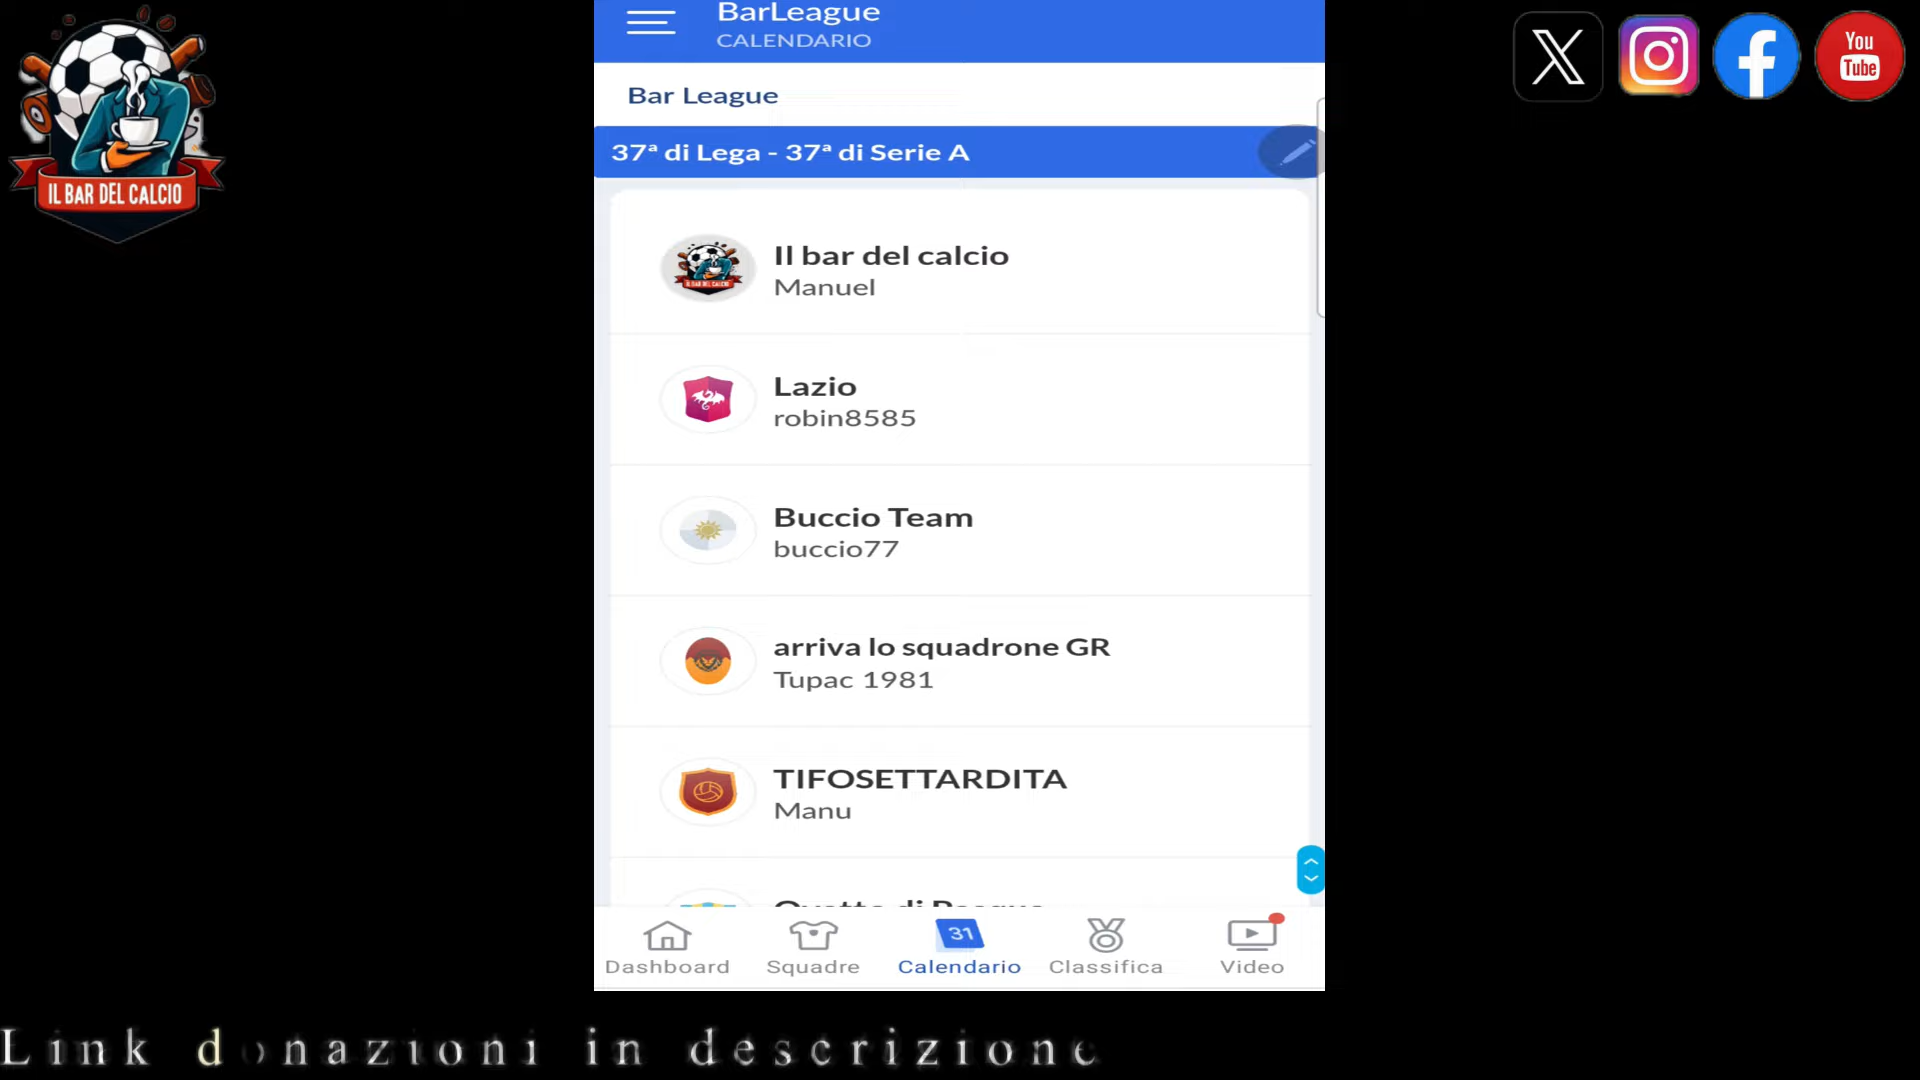 IL BAR DEL CALCIO
You
Tube
BarLeague
CALENDARIO
Bar League
37ª di Lega - 37ª di Serie A
Il bar del calcio
Manuel
Lazio
robin8585
Buccio Team
buccio77
arriva lo squadrone GR
Tupac 1981
TIFOSETTARDITA
Manu
31
Dashboard
Squadre
Calendario
Classifica
Video
Link donazioni in descrizione